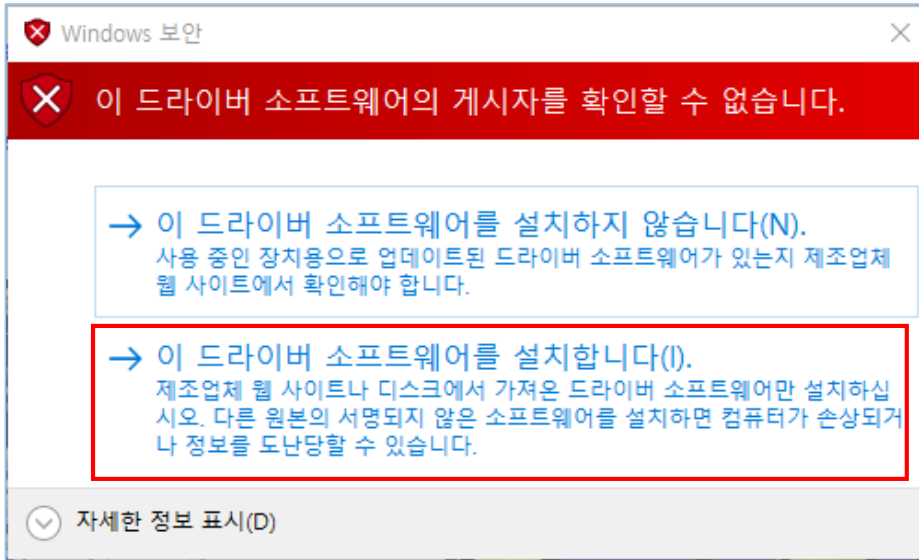 Windows 보안
이 드라이버 소프트웨어의 게시자를 확인할 수 없습니다.
→ 이 드라이버 소프트웨어를 설치하지 않습니다(N).
사용 중인 장치용으로 업데이트된 드라이버 소프트웨어가 있는지 제조업체
웹 사이트에서 확인해야 합니다.
→ 이 드라이버 소프트웨어를 설치합니다(I).
제조업체 웹 사이트나 디스크에서 가져온 드라이버 소프트웨어만 설치하십
시오. 다른 원본의 서명되지 않은 소프트웨어를 설치하면 컴퓨터가 손상되거
나 정보를 도난당할 수 있습니다.
자세한 정보 표시(D)